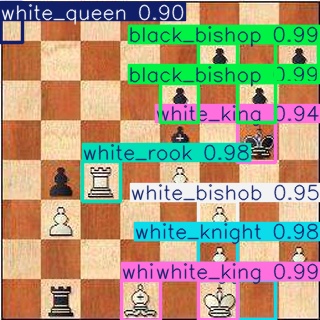 white_queen 0.90
black_bishop 0.99
black_bishop 0.99
white_king 0.94
white_rook 0.98
white_bishob 0.95
white_knight 0.98
whiwhite_king 0.99